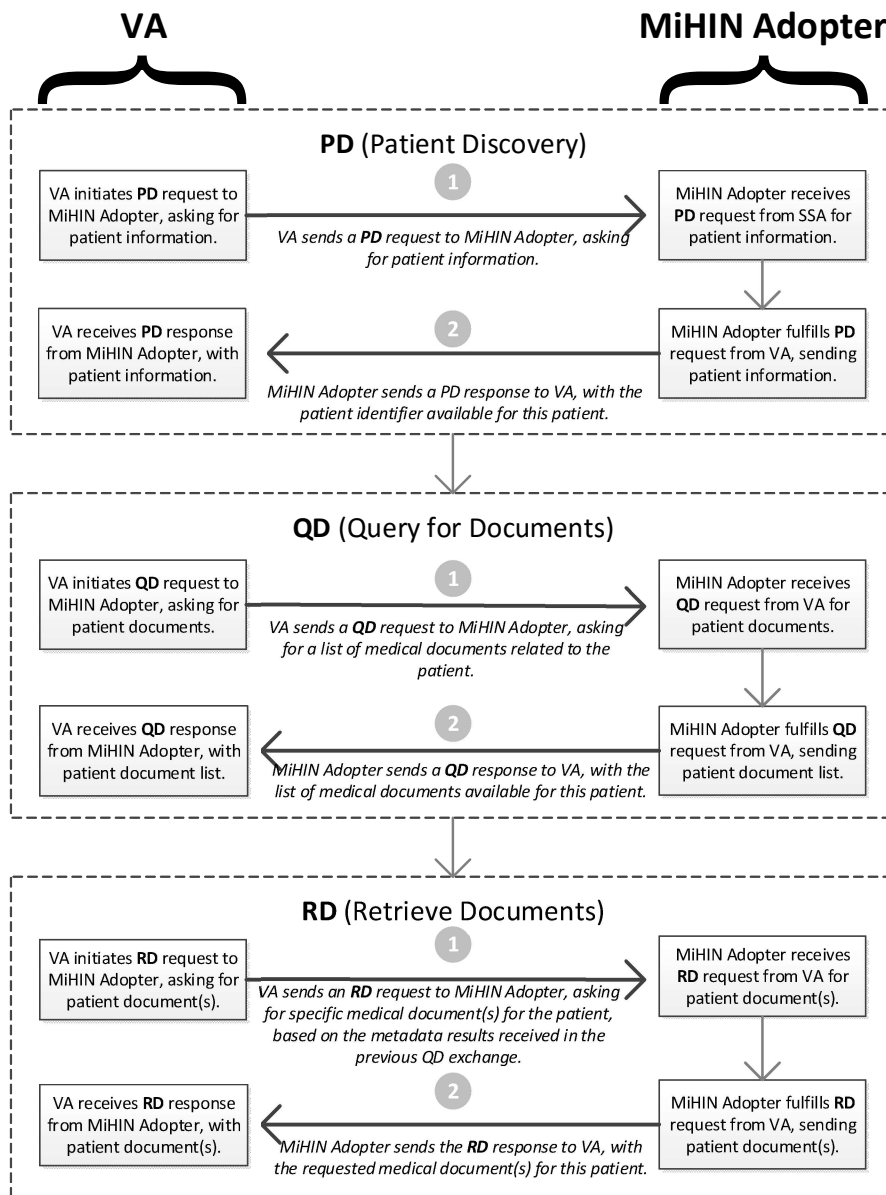 VA
MiHIN Adopter
PD (Patient Discovery)
1
VA initiates PD request to
MiHIN Adopter, asking for
patient information.
VA sends a PD request to MiHIN Adopter, asking
for patient information.
MiHIN Adopter receives
PD request from SSA for
patient information.
2
VA receives PD response
from MiHIN Adopter, with
patient information.
MiHIN Adopter sends a PD response to VA, with the
patient identifier available for this patient.
MiHIN Adopter fulfills PD
request from VA, sending
patient information.
QD (Query for Documents)
1
VA initiates QD request to
MiHIN Adopter, asking for
patient documents.
VA sends a QD request to MiHIN Adopter, asking
for a list of medical documents related to the
patient.
MiHIN Adopter receives
QD request from VA for
patient documents.
2
VA receives QD response
from MiHIN Adopter, with
patient document list.
MiHIN Adopter sends a QD response to VA, with the
list of medical documents available for this patient.
MiHIN Adopter fulfills QD
request from VA, sending
patient document list.
RD (Retrieve Documents)
1
VA initiates RD request to
MiHIN Adopter, asking for
patient document(s).
VA sends an RD request to MiHIN Adopter, asking
for specific medical document(s) for the patient,
based on the metadata results received in the
previous QD exchange.
MiHIN Adopter receives
RD request from VA for
patient document(s).
2
VA receives RD response
from MiHIN Adopter, with
patient document(s).
MiHIN Adopter sends the RD response to VA, with
the requested medical document(s) for this patient.
MiHIN Adopter fulfills RD
request from VA, sending
patient document(s).